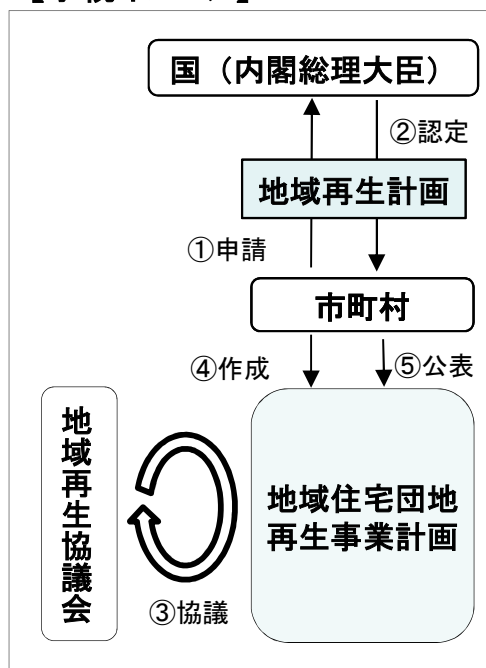 国（内閣総理大臣）
②認定
地域再生計画
①申請
市町村
④作成
⑤公表
地域再生協議会
地域住宅団地
再生事業計画
③協議